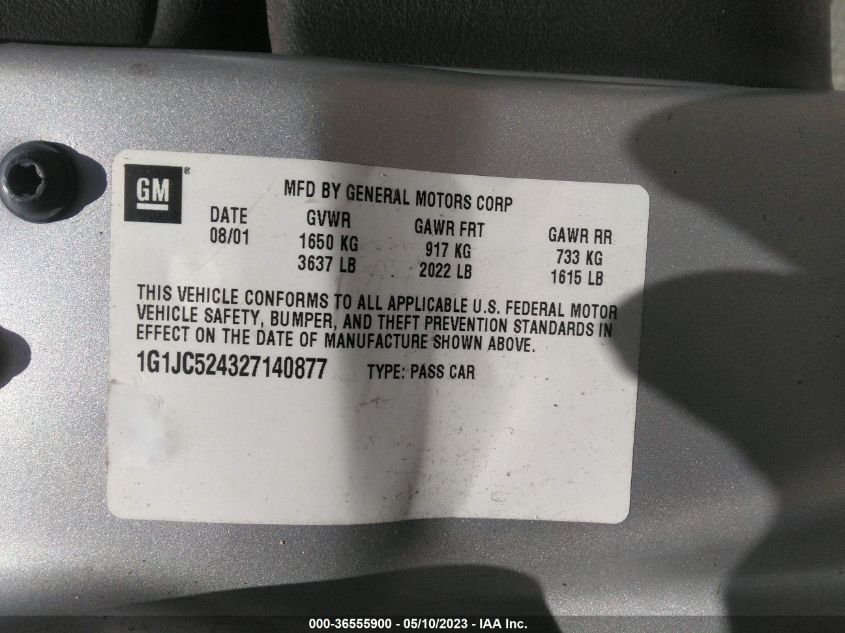 GM ®
MFD BY GENERAL MOTORS CORP
DATE GVWR GAWR FRT GAWR RR
08/01 1650 KG 917 KG 733 KG
3637 LB 2022 LB 1615 LB
THIS VEHICLE CONFORMS TO ALL APPLICABLE U.S. FEDERAL MOTOR
VEHICLE SAFETY, BUMPER, AND THEFT PREVENTION STANDARDS IN
EFFECT ON THE DATE OF MANUFACTURE SHOWN ABOVE.
1G1JC524327140877 TYPE: PASS CAR
000-36555900 - 05/10/2023 - IAA Inc.